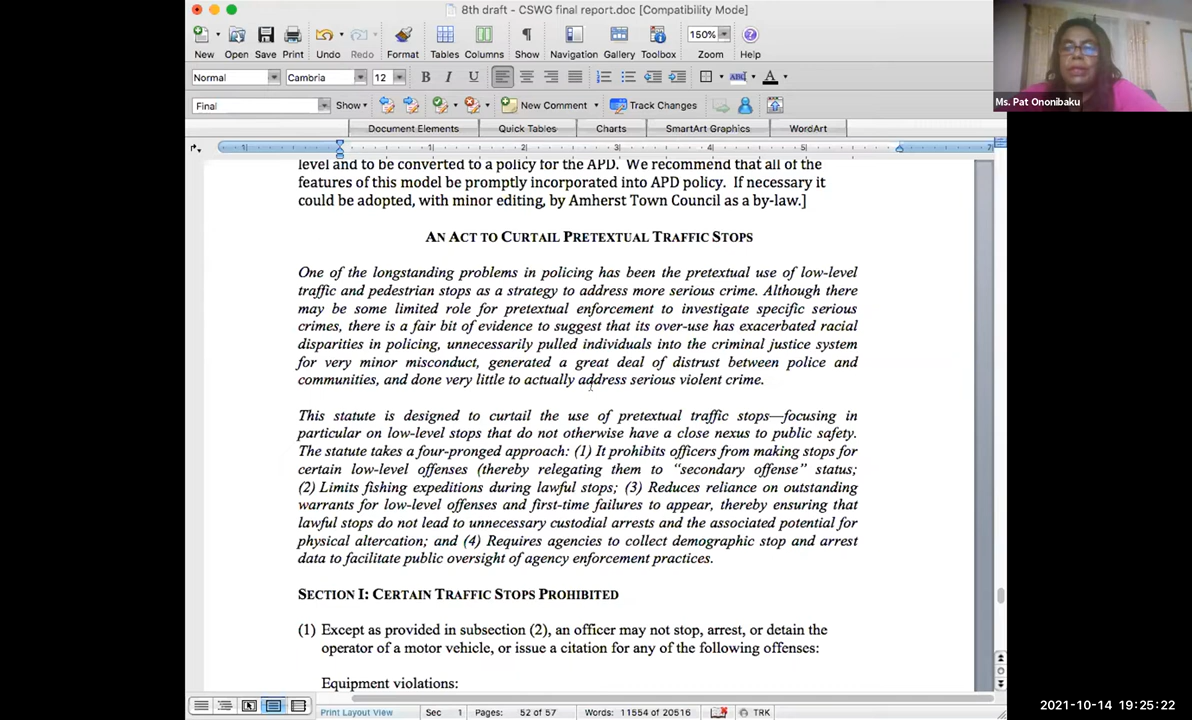 8th draft - CSWG final report.doc [Compatibility Mode]
New Open Save Print Undo Redo Format Tables Columns Show Navigation Gallery Toolbox 150% Zoom Help
Normal Cambria 12 B I U ABC A
Final Show New Comment Track Changes
Document Elements Quick Tables Charts SmartArt Graphics WordArt
1 1 2 3 4 5 7
level and to be converted to a policy for the APD. We recommend that all of the
features of this model be promptly incorporated into APD policy. If necessary it
could be adopted, with minor editing, by Amherst Town Council as a by-law.]
AN ACT TO CURTAIL PRETEXTUAL TRAFFIC STOPS
One of the longstanding problems in policing has been the pretextual use of low-level
traffic and pedestrian stops as a strategy to address more serious crime. Although there
may be some limited role for pretextual enforcement to investigate specific serious
crimes, there is a fair bit of evidence to suggest that its over-use has exacerbated racial
disparities in policing, unnecessarily pulled individuals into the criminal justice system
for very minor misconduct, generated a great deal of distrust between police and
communities, and done very little to actually address serious violent crime.
This statute is designed to curtail the use of pretextual traffic stops—focusing in
particular on low-level stops that do not otherwise have a close nexus to public safety.
The statute takes a four-pronged approach: (1) It prohibits officers from making stops for
certain low-level offenses (thereby relegating them to “secondary offense” status;
(2) Limits fishing expeditions during lawful stops; (3) Reduces reliance on outstanding
warrants for low-level offenses and first-time failures to appear, thereby ensuring that
lawful stops do not lead to unnecessary custodial arrests and the associated potential for
physical altercation; and (4) Requires agencies to collect demographic stop and arrest
data to facilitate public oversight of agency enforcement practices.
SECTION I: CERTAIN TRAFFIC STOPS PROHIBITED
(1) Except as provided in subsection (2), an officer may not stop, arrest, or detain the
operator of a motor vehicle, or issue a citation for any of the following offenses:
Equipment violations:
Print Layout View Sec 1 Pages: 52 of 57 Words: 11554 of 20516 TRK
Ms. Pat Ononibaku
2021-10-14 19:25:22